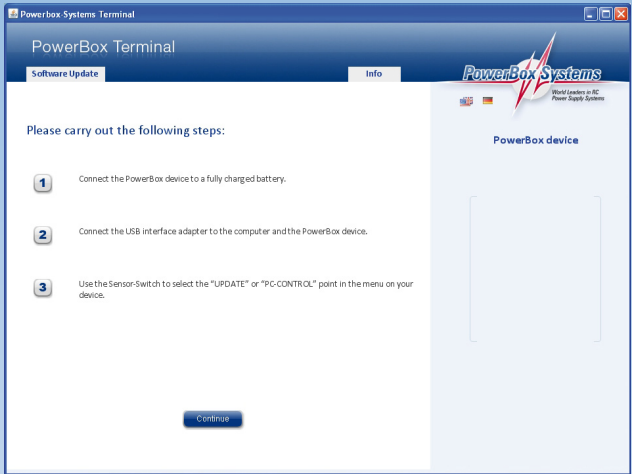 Powerbox-Systems Terminal
PowerBox Terminal
Software Update
Info
PowerBox Systems
World Leaders in RC
Power Supply Systems
Please carry out the following steps:
PowerBox device
1
Connect the PowerBox device to a fully charged battery.
2
Connect the USB interface adapter to the computer and the PowerBox device.
3
Use the Sensor-Switch to select the “UPDATE” or “PC-CONTROL” point in the menu on your
device.
Continue